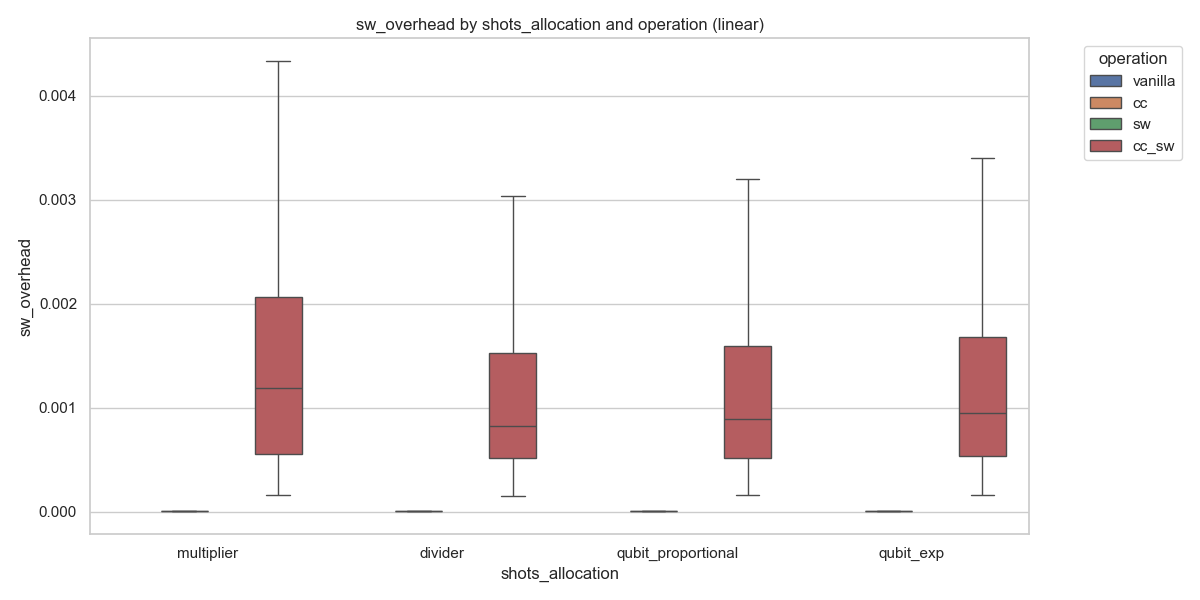 sw_overhead by shots_allocation and operation (linear)
operation
vanilla
cc
sw
cc_sw
sw_overhead
0.004
0.003
0.002
0.001
0.000
multiplier
divider
qubit_proportional
qubit_exp
shots_allocation